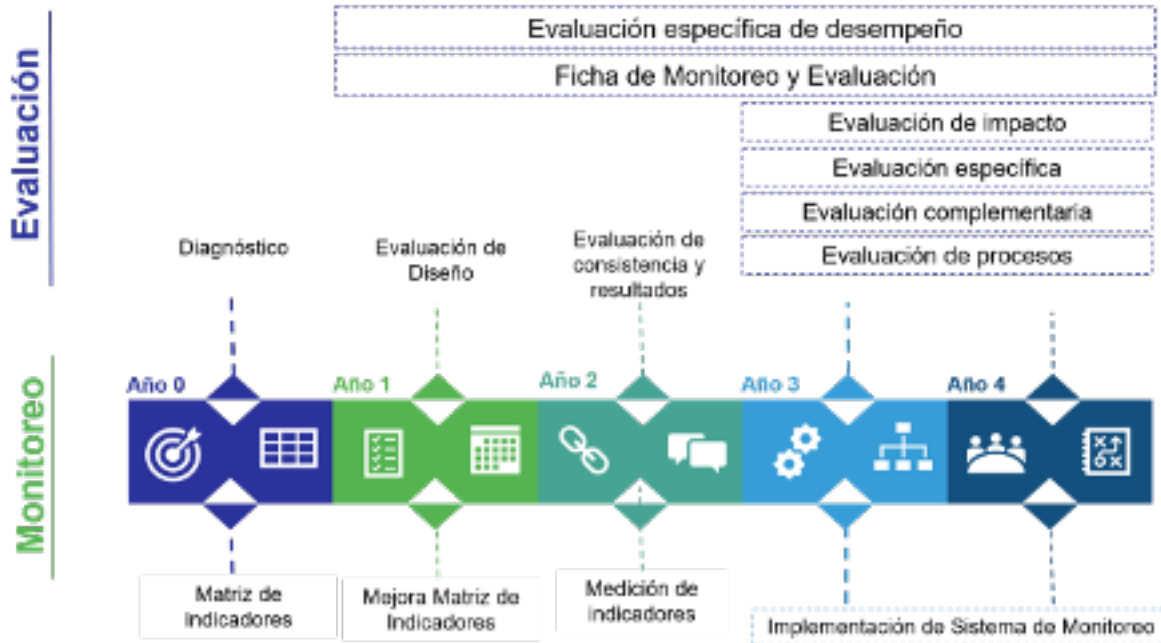 Evaluación
Evaluación específica de desempeño
Ficha de Monitoreo y Evaluación
Evaluación de impacto
Evaluación específica
Evaluación complementaria
Evaluación de procesos
Diagnóstico
Evaluación de
Diseño
Evaluación de
consistencia y
resultados
Monitoreo
Año 0
Año 1
Año 2
Año 3
Año 4
Matriz de
Indicadores
Mejora Matriz de
Indicadores
Medición de
Indicadores
Implementación de Sistema de Monitoreo